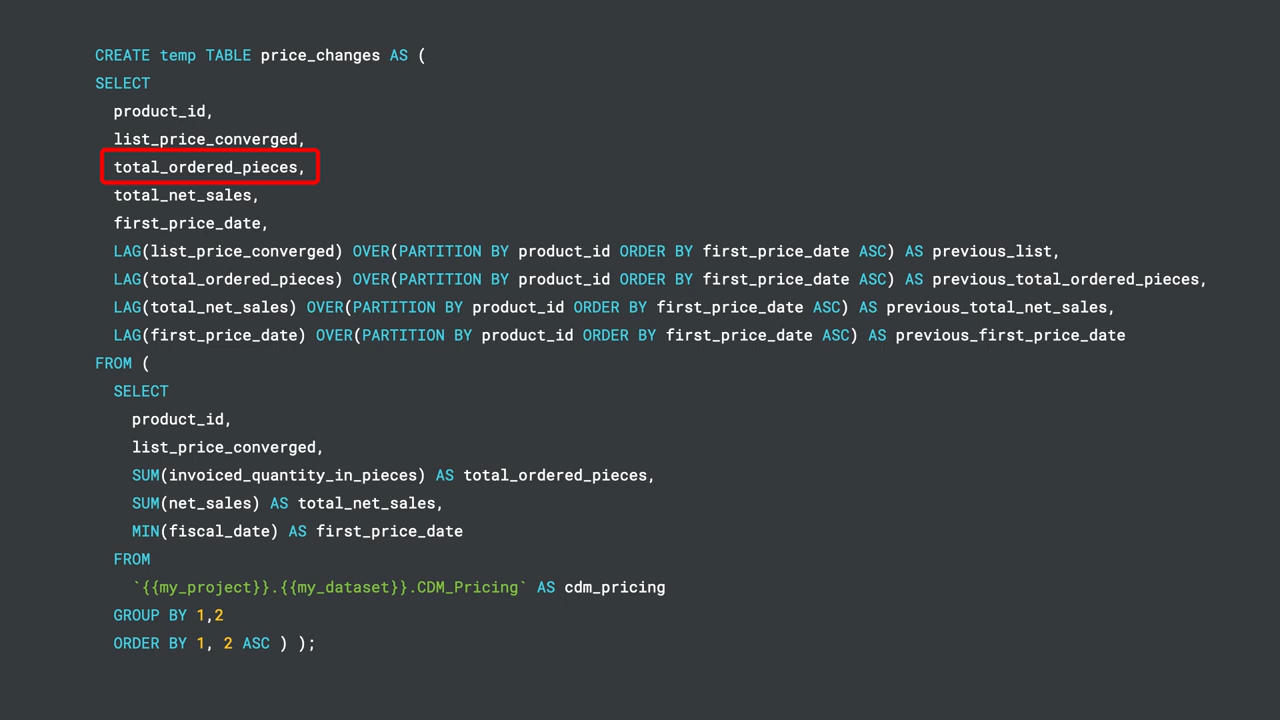 CREATE temp TABLE price_changes AS (
SELECT
product_id,
list_price_converged,
total_ordered_pieces,
total_net_sales,
first_price_date,
LAG(list_price_converged) OVER(PARTITION BY product_id ORDER BY first_price_date ASC) AS previous_list,
LAG(total_ordered_pieces) OVER(PARTITION BY product_id ORDER BY first_price_date ASC) AS previous_total_ordered_pieces,
LAG(total_net_sales) OVER(PARTITION BY product_id ORDER BY first_price_date ASC) AS previous_total_net_sales,
LAG(first_price_date) OVER(PARTITION BY product_id ORDER BY first_price_date ASC) AS previous_first_price_date
FROM (
SELECT
product_id,
list_price_converged,
SUM(invoiced_quantity_in_pieces) AS total_ordered_pieces,
SUM(net_sales) AS total_net_sales,
MIN(fiscal_date) AS first_price_date
FROM
`{{my_project}}.{{my_dataset}}.CDM_Pricing` AS cdm_pricing
GROUP BY 1,2
ORDER BY 1, 2 ASC ) );